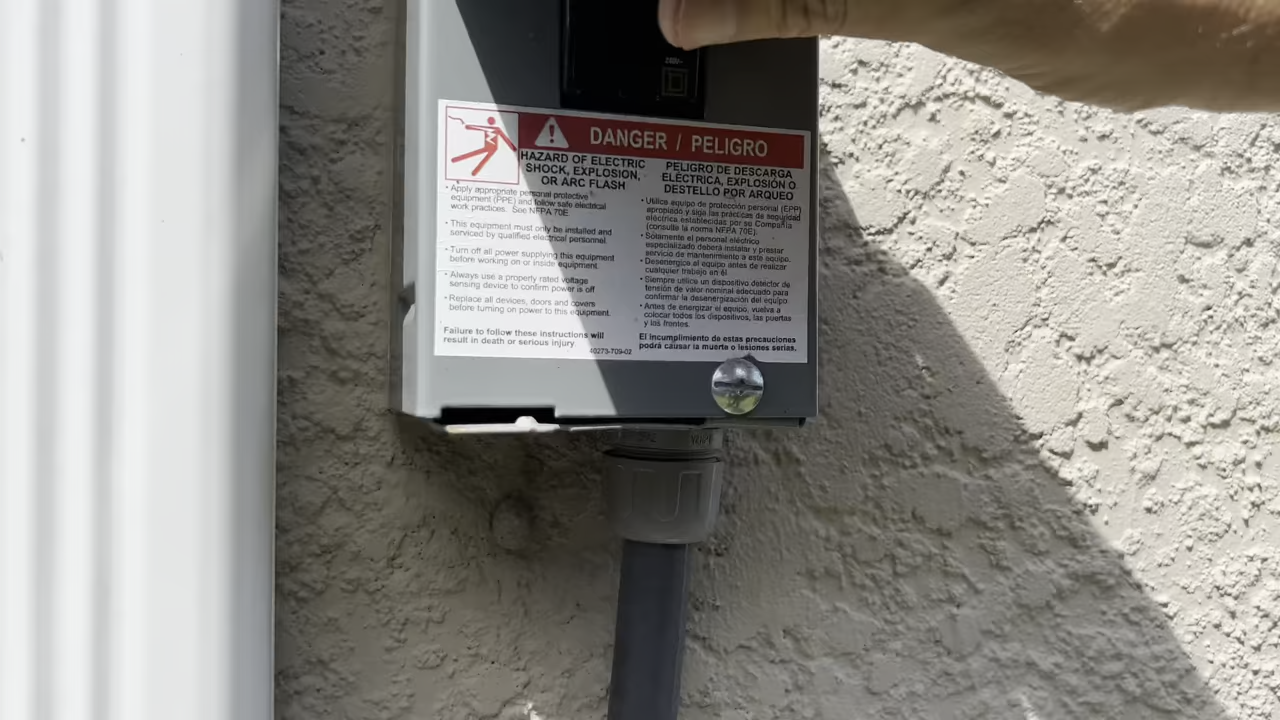 240V~
DANGER / PELIGRO
HAZARD OF ELECTRIC
SHOCK, EXPLOSION,
OR ARC FLASH
• Apply appropriate personal protective
equipment (PPE) and follow safe electrical
work practices. See NFPA 70E.
• This equipment must only be installed and
serviced by qualified electrical personnel.
• Turn off all power supplying this equipment
before working on or inside equipment.
• Always use a properly rated voltage
sensing device to confirm power is off
• Replace all devices, doors and covers
before turning on power to this equipment.
Failure to follow these instructions will
result in death or serious injury
40273-709-02
PELIGRO DE DESCARGA
ELÉCTRICA, EXPLOSIÓN O
DESTELLO POR ARQUEO
• Utilice equipo de protección personal (EPP)
apropiado y siga las prácticas de seguridad
eléctrica establecidas por su Compañía
(consulte la norma NFPA 70E).
• Solamente el personal eléctrico
especializado deberá instalar y prestar
servicio de mantenimiento a este equipo.
• Desenergice el equipo antes de realizar
cualquier trabajo en él.
• Siempre utilice un dispositivo detector de
tensión de valor nominal adecuado para
confirmar la desenergización del equipo
• Antes de energizar el equipo, vuelva a
colocar todos los dispositivos, las puertas
y las frentes.
El incumplimiento de estas precauciones
podrá causar la muerte o lesiones serias.